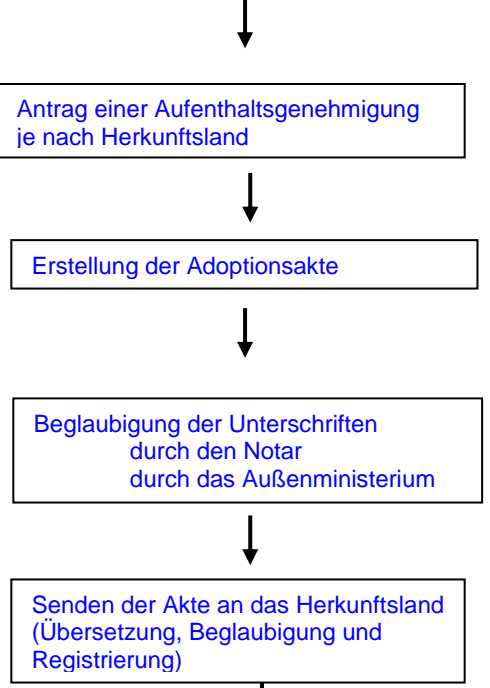 Antrag einer Aufenthaltsgenehmigung
je nach Herkunftsland
Erstellung der Adoptionsakte
Beglaubigung der Unterschriften
durch den Notar
durch das Außenministerium
Senden der Akte an das Herkunftsland
(Übersetzung, Beglaubigung und
Registrierung)